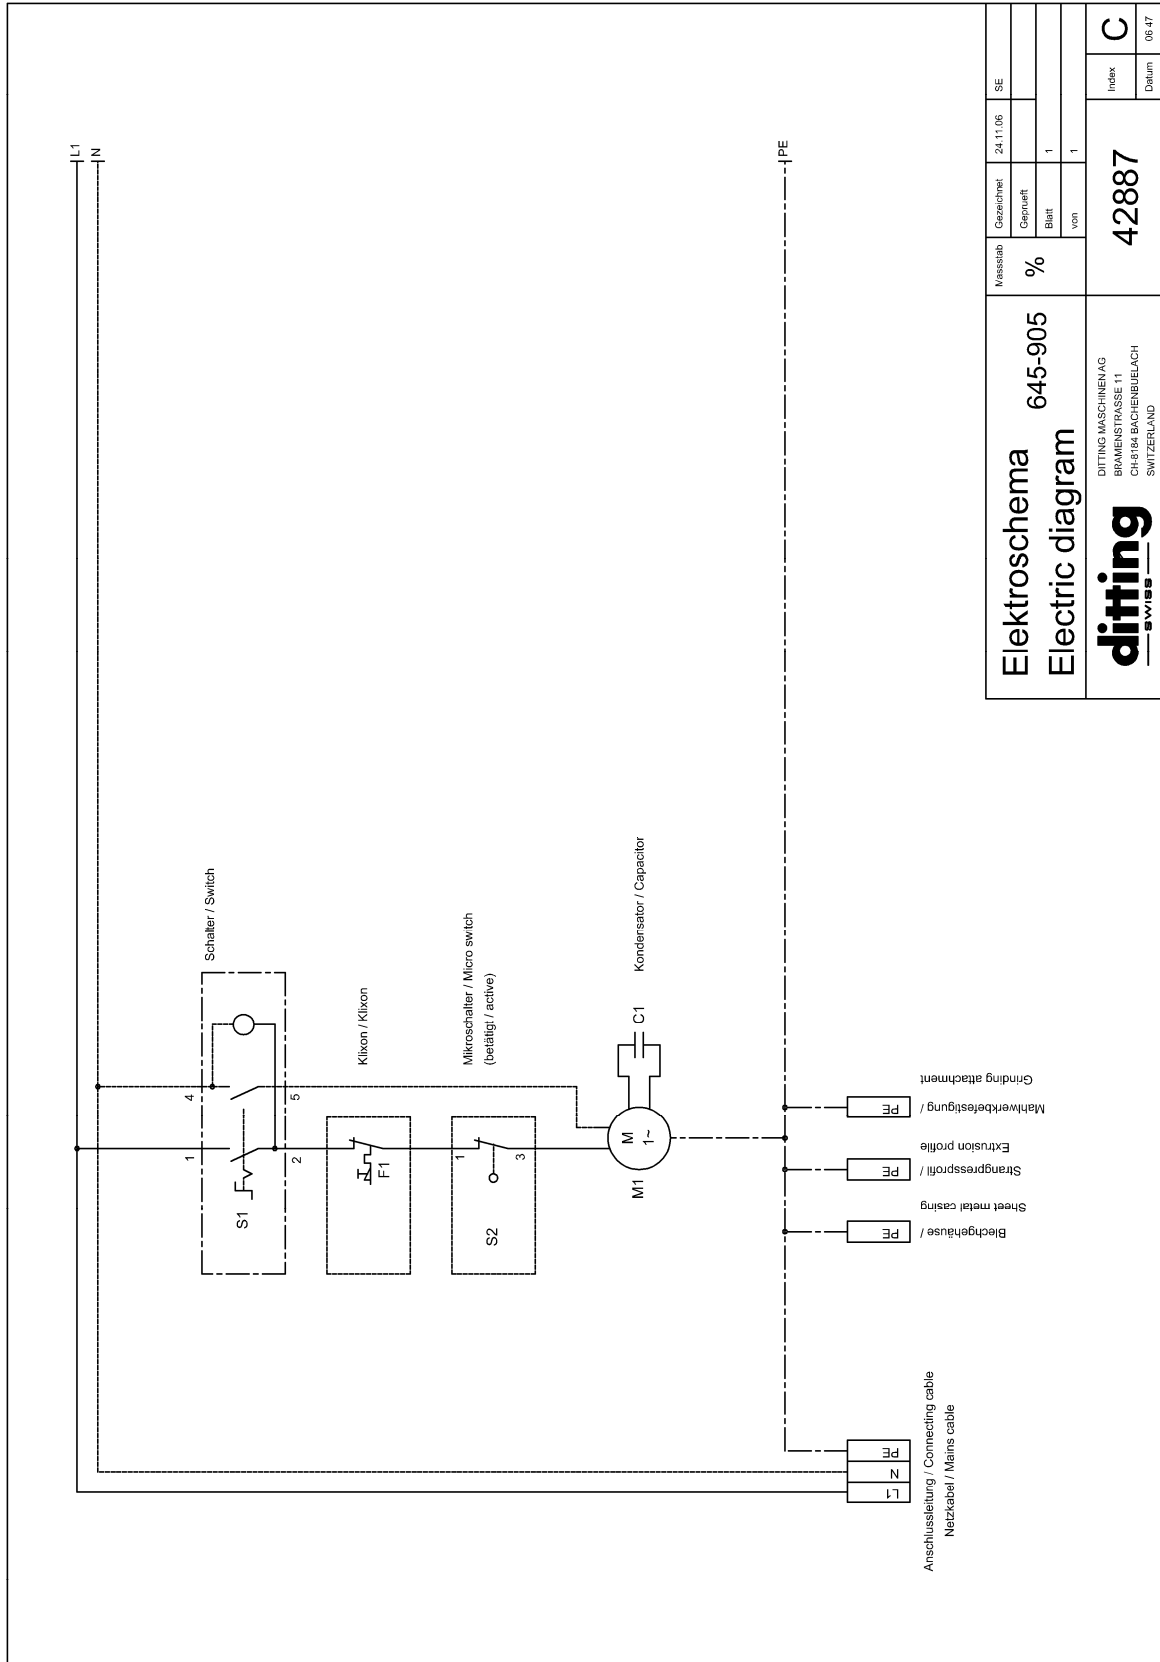 L1
N
PE
Schalter / Switch
4
5
1
2
S1
Klixon / Klixon
F1
Mikroschalter / Micro switch
(betätigt / active)
1
3
S2
Kondensator / Capacitor
C1
M
1~
M1
PE
Mahlwerkbefestigung /
Grinding attachment
PE
Strangpressprofil /
Extrusion profile
PE
Blechgehäuse /
Sheet metal casing
PE
N
L1
Anschlussleitung / Connecting cable
Netzkabel / Mains cable
Elektroschema
645-905
Electric diagram
Massstab
%
Gezeichnet
24.11.06
SE
Geprueft
Blatt
1
von
1
ditting
swiss
DITTING MASCHINEN AG
BRAMENSTRASSE 11
CH-8184 BACHENBUELACH
SWITZERLAND
42887
Index
C
Datum
06 47